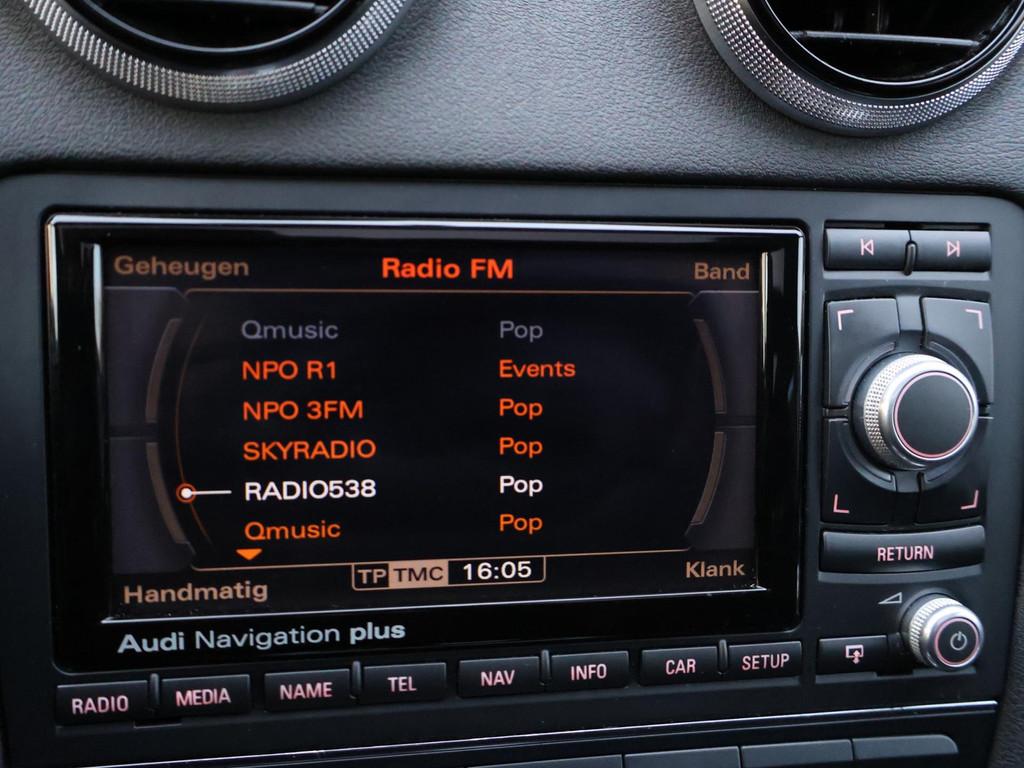 Geheugen Radio FM Band
Qmusic Pop
NPO R1 Events
NPO 3FM Pop
SKYRADIO Pop
RADIO538 Pop
Qmusic Pop
Handmatig TP TMC 16:05 Klank
RETURN
Audi Navigation plus
RADIO MEDIA NAME TEL NAV INFO CAR SETUP